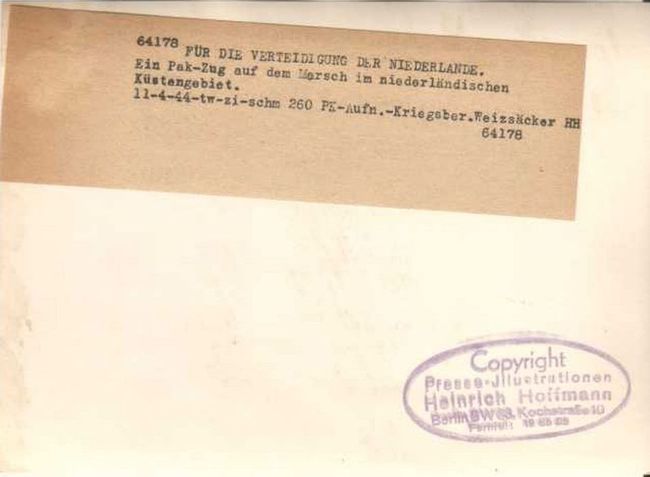 64178 FÜR DIE VERTEIDIGUNG DER NIEDERLANDE.
Ein Pak-Zug auf dem Marsch im niederländischen
Küstengebiet.
11-4-44-tw-zi-schm 260 PK-Aufn.-Kriegsber.Weizsäcker HH
64178
Copyright
Presse-Jllustrationen
Heinrich Hoffmann
Berlin SW 68, Kochstraße 10